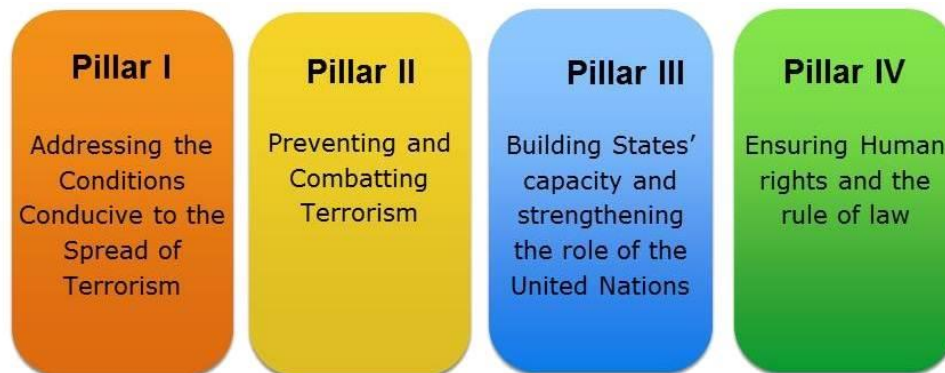 Pillar I
Addressing the
Conditions
Conducive to the
Spread of
Terrorism
Pillar II
Preventing and
Combatting
Terrorism
Pillar III
Building States’
capacity and
strengthening
the role of the
United Nations
Pillar IV
Ensuring Human
rights and the
rule of law